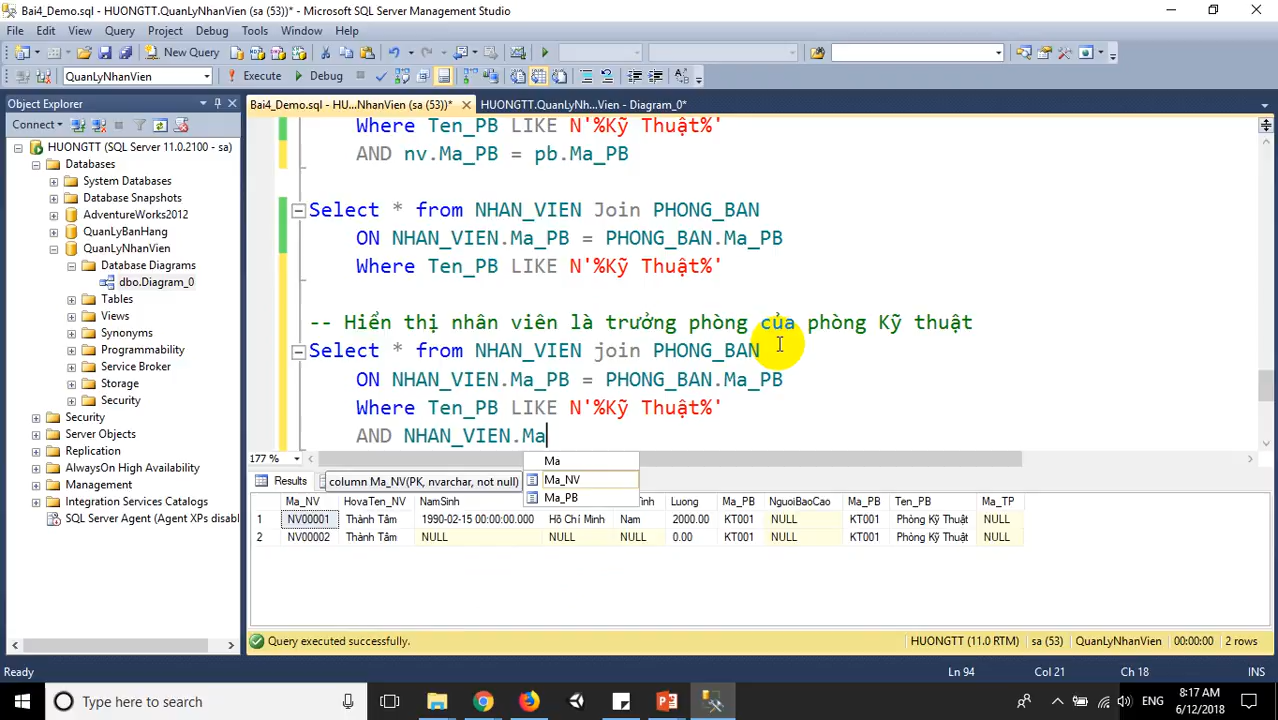 Bai4_Demo.sql - HUONGTT.QuanLyNhanVien (sa (53))* - Microsoft SQL Server Management Studio
File Edit View Query Project Debug Tools Window Help
New Query
QuanLyNhanVien Execute Debug
Object Explorer
Bai4_Demo.sql - HU...NhanVien (sa (53))*
HUONGTT.QuanLyNh...Vien - Diagram_0*
Connect
HUONGTT (SQL Server 11.0.2100 - sa)
Databases
System Databases
Database Snapshots
AdventureWorks2012
QuanLyBanHang
QuanLyNhanVien
Database Diagrams
dbo.Diagram_0
Tables
Views
Synonyms
Programmability
Service Broker
Storage
Security
Security
Server Objects
Replication
AlwaysOn High Availability
Management
Integration Services Catalogs
SQL Server Agent (Agent XPs disabl
Where Ten_PB LIKE N'%Kỹ Thuật%'
AND nv.Ma_PB = pb.Ma_PB
Select * from NHAN_VIEN Join PHONG_BAN
ON NHAN_VIEN.Ma_PB = PHONG_BAN.Ma_PB
Where Ten_PB LIKE N'%Kỹ Thuật%'
-- Hiển thị nhân viên là trưởng phòng của phòng Kỹ thuật
Select * from NHAN_VIEN join PHONG_BAN
ON NHAN_VIEN.Ma_PB = PHONG_BAN.Ma_PB
Where Ten_PB LIKE N'%Kỹ Thuật%'
AND NHAN_VIEN.Ma
177 %
Ma
Ma_NV
Ma_PB
column Ma_NV(PK, nvarchar, not null)
Results
Ma_NV HovaTen_NV NamSinh Luong Ma_PB NguoiBaoCao Ma_PB Ten_PB Ma_TP
1 NV00001 Thành Tâm 1990-02-15 00:00:00.000 Hồ Chí Minh Nam 2000.00 KT001 NULL KT001 Phòng Kỹ Thuật NULL
2 NV00002 Thành Tâm NULL NULL NULL 0.00 KT001 NULL KT001 Phòng Kỹ Thuật NULL
Query executed successfully.
HUONGTT (11.0 RTM) sa (53) QuanLyNhanVien 00:00:00 2 rows
Ready Ln 94 Col 21 Ch 18 INS
Type here to search
ENG
8:17 AM
6/12/2018